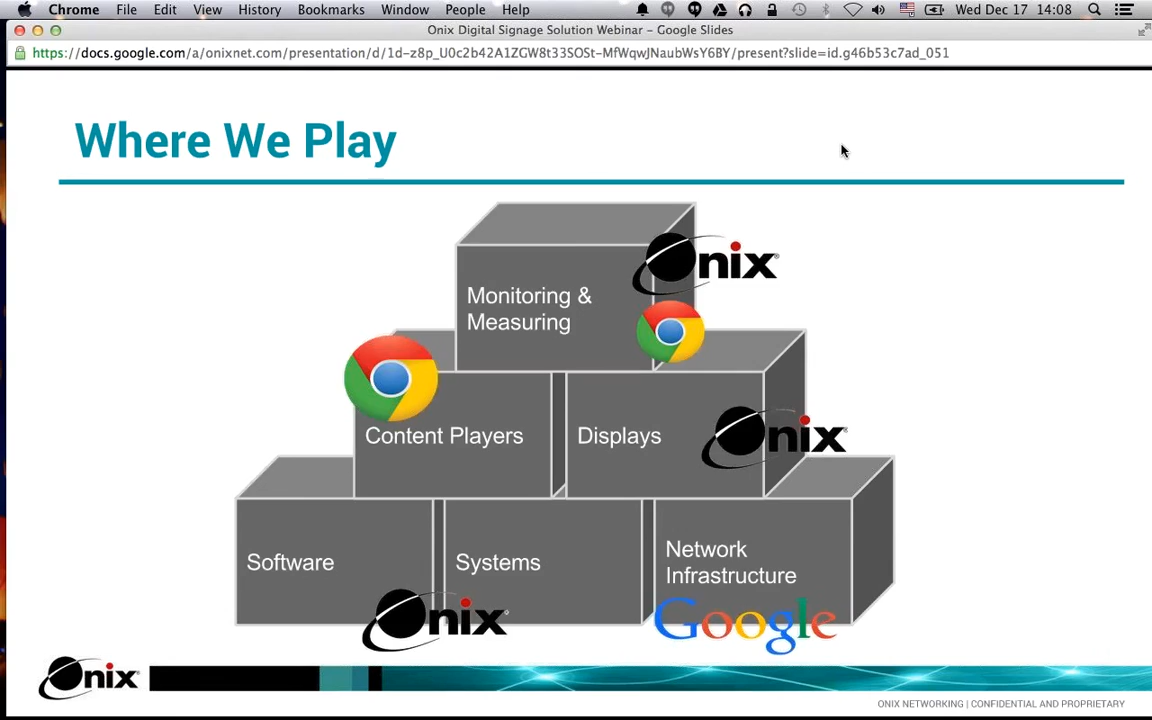 Chrome File Edit View History Bookmarks Window People Help Wed Dec 17 14:08
Onix Digital Signage Solution Webinar – Google Slides
https://docs.google.com/a/onixnet.com/presentation/d/1d-z8p_U0c2b42A1ZGW8t33SOSt-MfWqwJNaubWsY6BY/present?slide=id.g46b53c7ad_051
Where We Play
Onix
Monitoring &
Measuring
Content Players
Displays
Onix
Software
Systems
Network
Infrastructure
Onix
Google
Onix
ONIX NETWORKING | CONFIDENTIAL AND PROPRIETARY